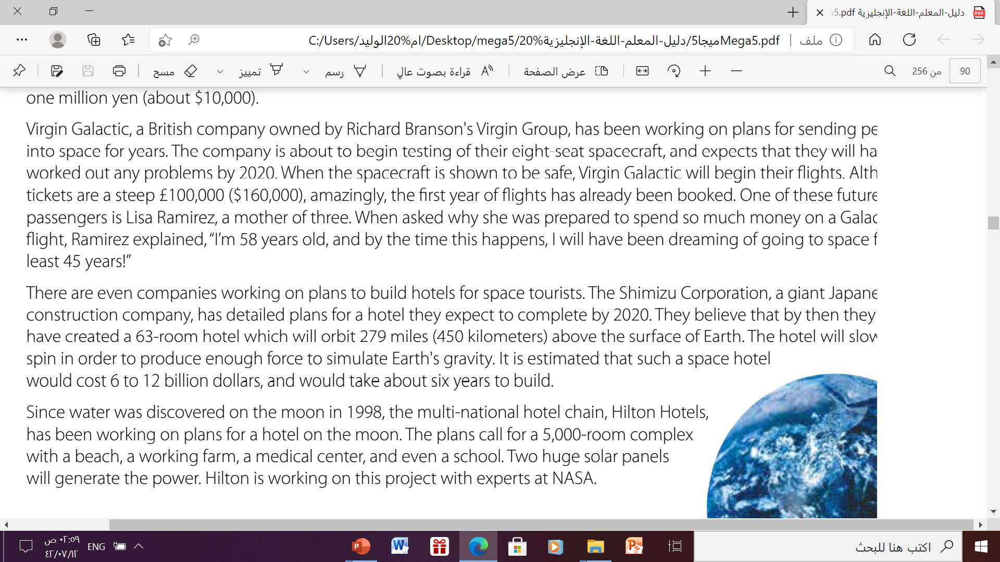 دليل-المعلم-اللغة-الإنجليزية a5.pdf
C:/Users/ام%20الوليد/Desktop/mega5/20%ميجا5/دليل-المعلم-اللغة-الإنجليزيةMega5.pdf
ملف
مسح
تمييز
رسم
قراءة بصوت عالٍ
عرض الصفحة
من 256
90
one million yen (about $10,000).
Virgin Galactic, a British company owned by Richard Branson's Virgin Group, has been working on plans for sending pe
into space for years. The company is about to begin testing of their eight-seat spacecraft, and expects that they will ha
worked out any problems by 2020. When the spacecraft is shown to be safe, Virgin Galactic will begin their flights. Alth
tickets are a steep £100,000 ($160,000), amazingly, the first year of flights has already been booked. One of these future
passengers is Lisa Ramirez, a mother of three. When asked why she was prepared to spend so much money on a Galac
flight, Ramirez explained, “I’m 58 years old, and by the time this happens, I will have been dreaming of going to space f
least 45 years!”
There are even companies working on plans to build hotels for space tourists. The Shimizu Corporation, a giant Japane
construction company, has detailed plans for a hotel they expect to complete by 2020. They believe that by then they
have created a 63-room hotel which will orbit 279 miles (450 kilometers) above the surface of Earth. The hotel will slow
spin in order to produce enough force to simulate Earth's gravity. It is estimated that such a space hotel
would cost 6 to 12 billion dollars, and would take about six years to build.
Since water was discovered on the moon in 1998, the multi-national hotel chain, Hilton Hotels,
has been working on plans for a hotel on the moon. The plans call for a 5,000-room complex
with a beach, a working farm, a medical center, and even a school. Two huge solar panels
will generate the power. Hilton is working on this project with experts at NASA.
٠٢:٥٩ ص
٤٢/٠٧/١٢
ENG
اكتب هنا للبحث